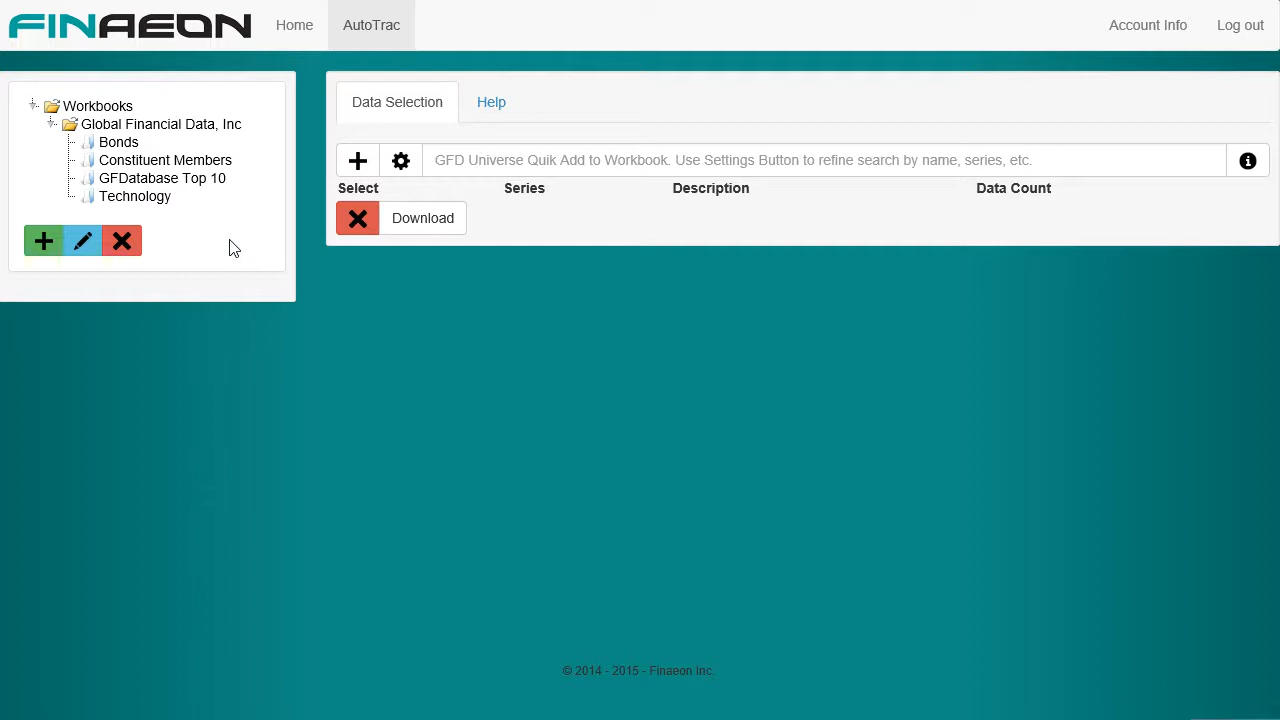 FINAEON
Home
AutoTrac
Account Info
Log out
Workbooks
Global Financial Data, Inc
Bonds
Constituent Members
GFDatabase Top 10
Technology
Data Selection
Help
GFD Universe Quik Add to Workbook. Use Settings Button to refine search by name, series, etc.
Select Series Description Data Count
Download
© 2014 - 2015 - Finaeon Inc.